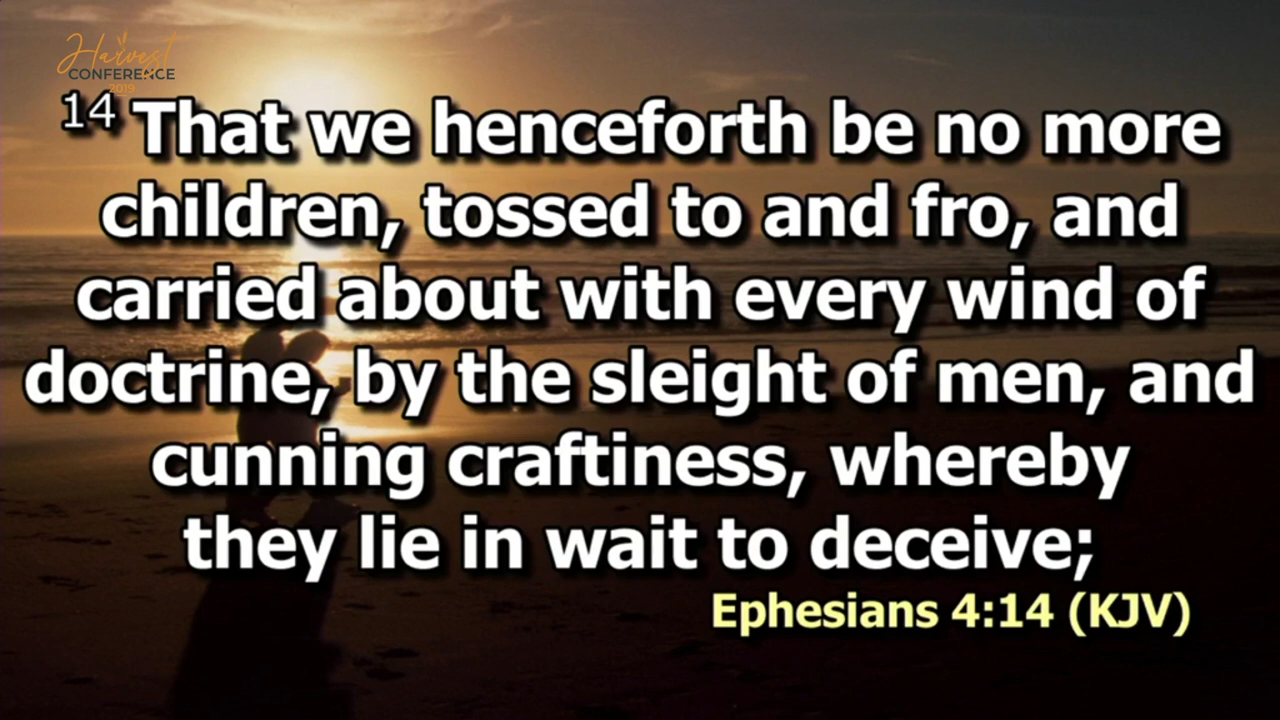 Harvest
CONFERENCE
2019
14 That we henceforth be no more
children, tossed to and fro, and
carried about with every wind of
doctrine, by the sleight of men, and
cunning craftiness, whereby
they lie in wait to deceive;
Ephesians 4:14 (KJV)